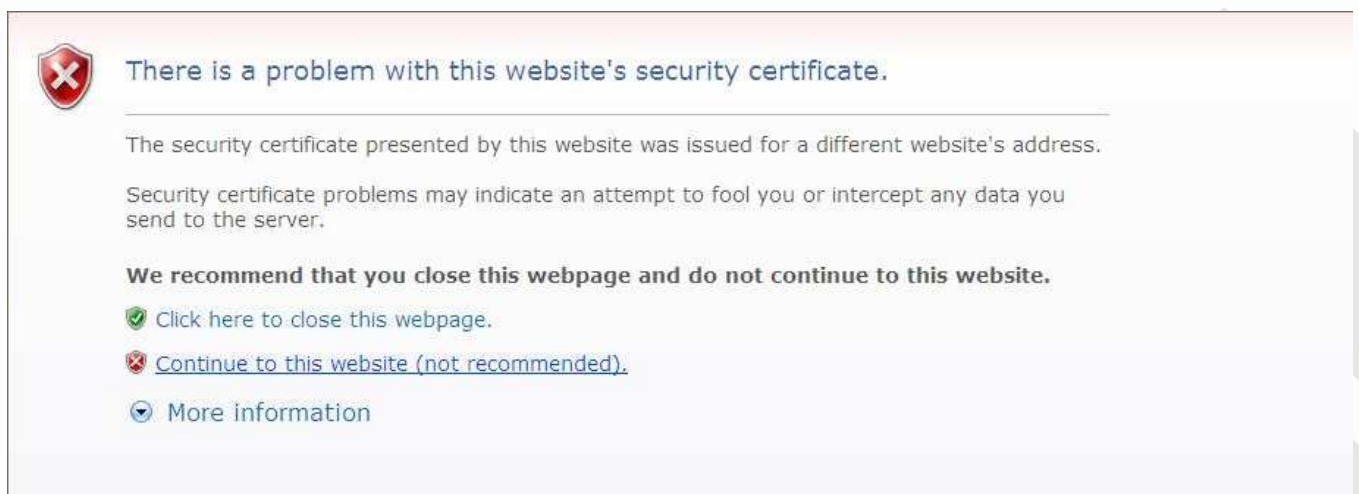 There is a problem with this website's security certificate.
The security certificate presented by this website was issued for a different website's address.
Security certificate problems may indicate an attempt to fool you or intercept any data you
send to the server.
We recommend that you close this webpage and do not continue to this website.
Click here to close this webpage.
Continue to this website (not recommended).
More information